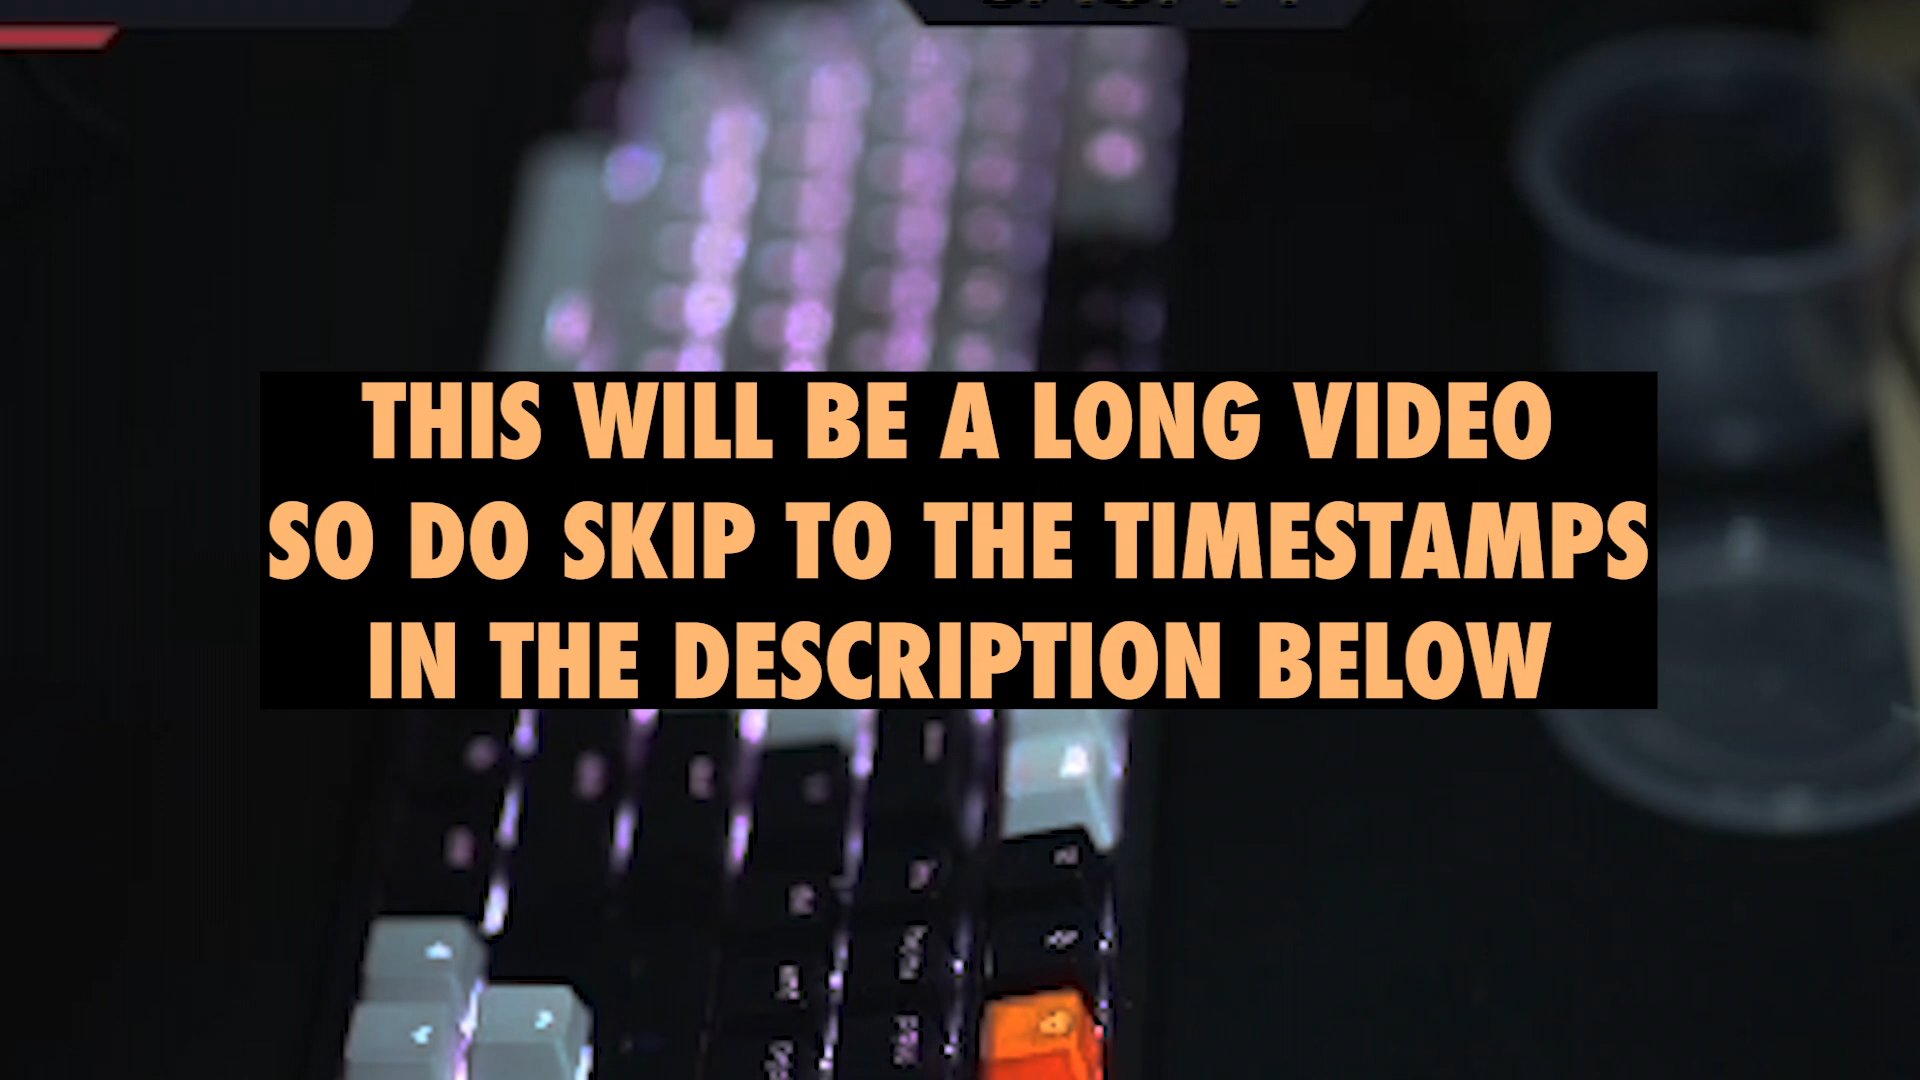 THIS WILL BE A LONG VIDEO
SO DO SKIP TO THE TIMESTAMPS
IN THE DESCRIPTION BELOW